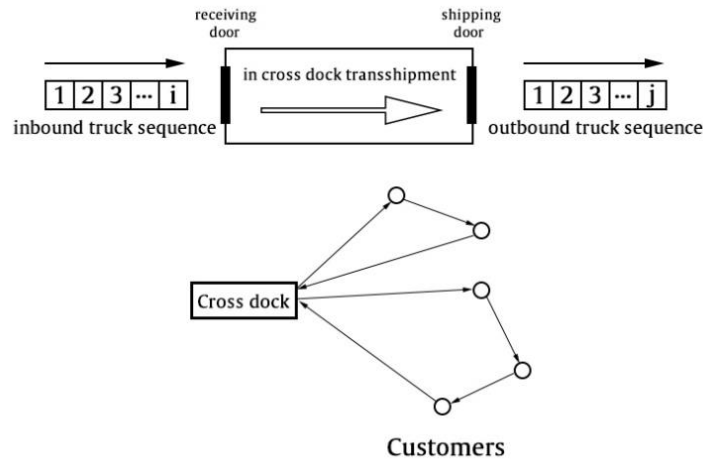 receiving
door
shipping
door
in cross dock transshipment
1 2 3 ... i
1 2 3 ... j
inbound truck sequence
outbound truck sequence
Cross dock
Customers